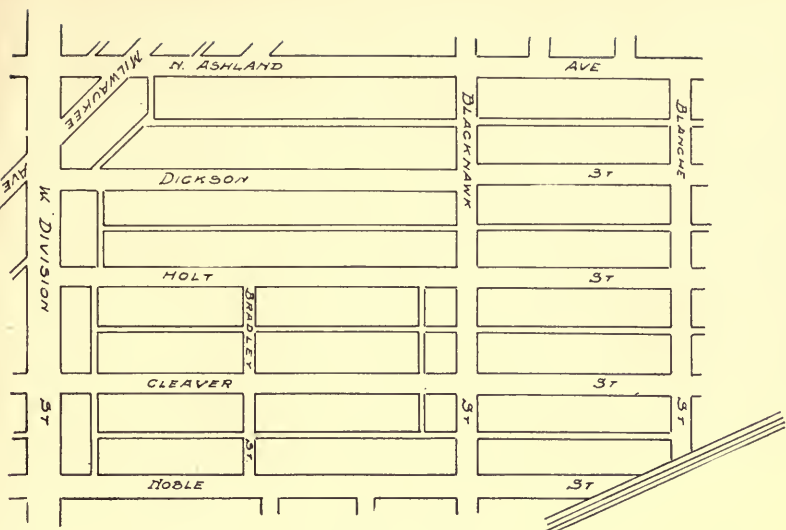 N. ASHLAND AVE
MILWAUKEE AVE
BLACKHAWK ST
BLANCHE ST
DICKSON ST
W. DIVISION ST
HOLT ST
BRADLEY ST
CLEAVER ST
NOBLE ST